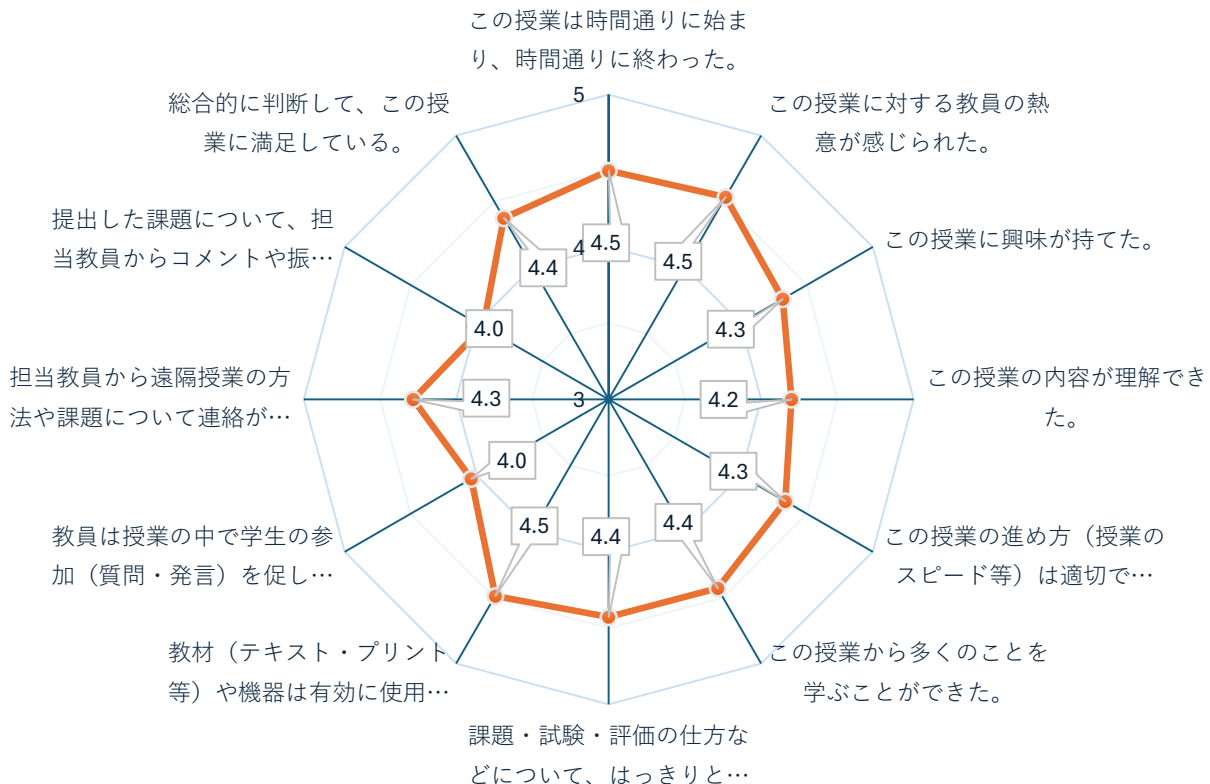 この授業は時間通りに始ま
り、時間通りに終わった。
この授業に対する教員の熱
意が感じられた。
この授業に興味が持てた。
この授業の内容が理解でき
た。
この授業の進め方（授業の
スピード等）は適切で…
この授業から多くのことを
学ぶことができた。
課題・試験・評価の仕方な
どについて、はっきりと…
教材（テキスト・プリント
等）や機器は有効に使用…
教員は授業の中で学生の参
加（質問・発言）を促し…
担当教員から遠隔授業の方
法や課題について連絡が…
提出した課題について、担
当教員からコメントや振…
総合的に判断して、この授
業に満足している。
5
4
3
4.5
4.5
4.3
4.2
4.3
4.4
4.4
4.5
4.0
4.3
4.0
4.4